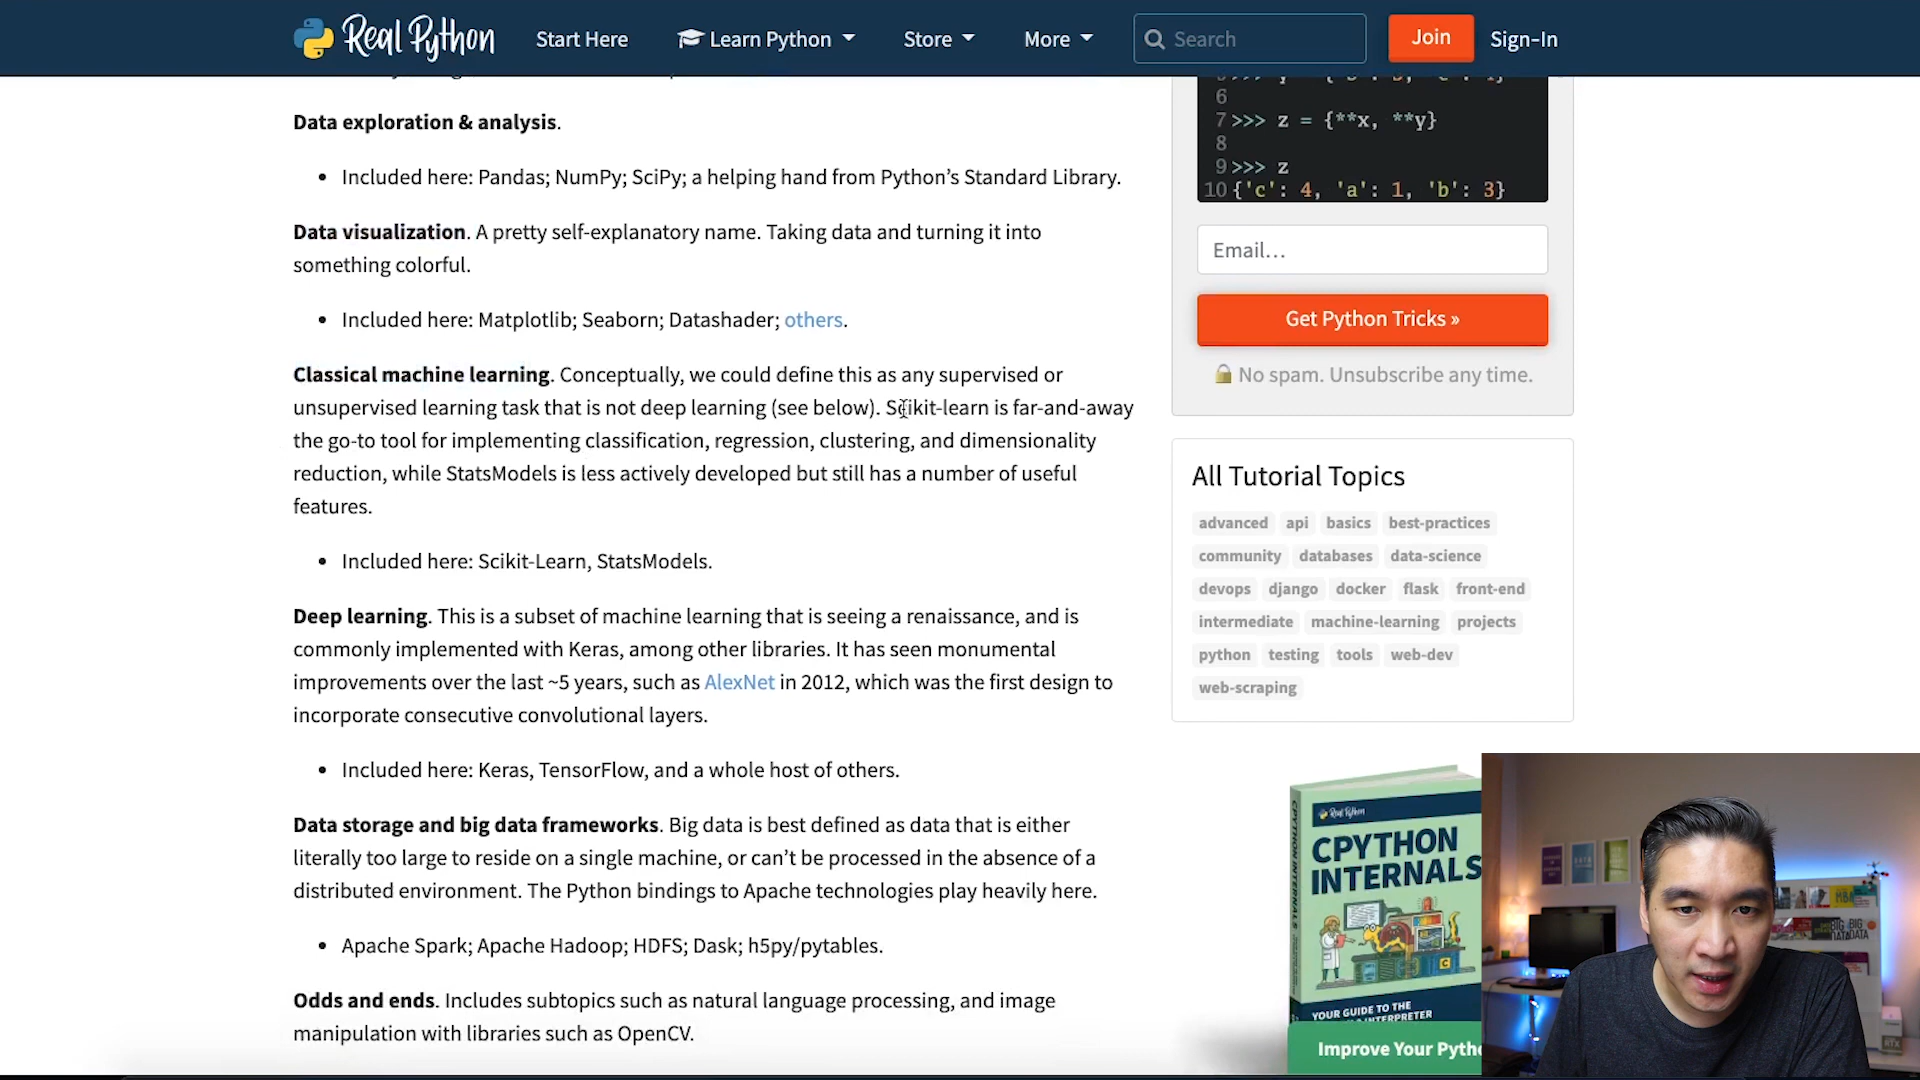 Real Python
Start Here
Learn Python
Store
More
Search
Join
Sign-In
Data exploration & analysis.
• Included here: Pandas; NumPy; SciPy; a helping hand from Python’s Standard Library.
Data visualization. A pretty self-explanatory name. Taking data and turning it into
something colorful.
• Included here: Matplotlib; Seaborn; Datashader; others.
Classical machine learning. Conceptually, we could define this as any supervised or
unsupervised learning task that is not deep learning (see below). Scikit-learn is far-and-away
the go-to tool for implementing classification, regression, clustering, and dimensionality
reduction, while StatsModels is less actively developed but still has a number of useful
features.
• Included here: Scikit-Learn, StatsModels.
Deep learning. This is a subset of machine learning that is seeing a renaissance, and is
commonly implemented with Keras, among other libraries. It has seen monumental
improvements over the last ~5 years, such as AlexNet in 2012, which was the first design to
incorporate consecutive convolutional layers.
• Included here: Keras, TensorFlow, and a whole host of others.
Data storage and big data frameworks. Big data is best defined as data that is either
literally too large to reside on a single machine, or can’t be processed in the absence of a
distributed environment. The Python bindings to Apache technologies play heavily here.
• Apache Spark; Apache Hadoop; HDFS; Dask; h5py/pytables.
Odds and ends. Includes subtopics such as natural language processing, and image
manipulation with libraries such as OpenCV.
6
7 >>> z = {**x, **y}
8
9 >>> z
10 {'c': 4, 'a': 1, 'b': 3}
Email…
Get Python Tricks »
No spam. Unsubscribe any time.
All Tutorial Topics
advanced api basics best-practices
community databases data-science
devops django docker flask front-end
intermediate machine-learning projects
python testing tools web-dev
web-scraping
Real Python
CPYTHON
INTERNALS
YOUR GUIDE TO THE
INTERPRETER
Improve Your Pyth